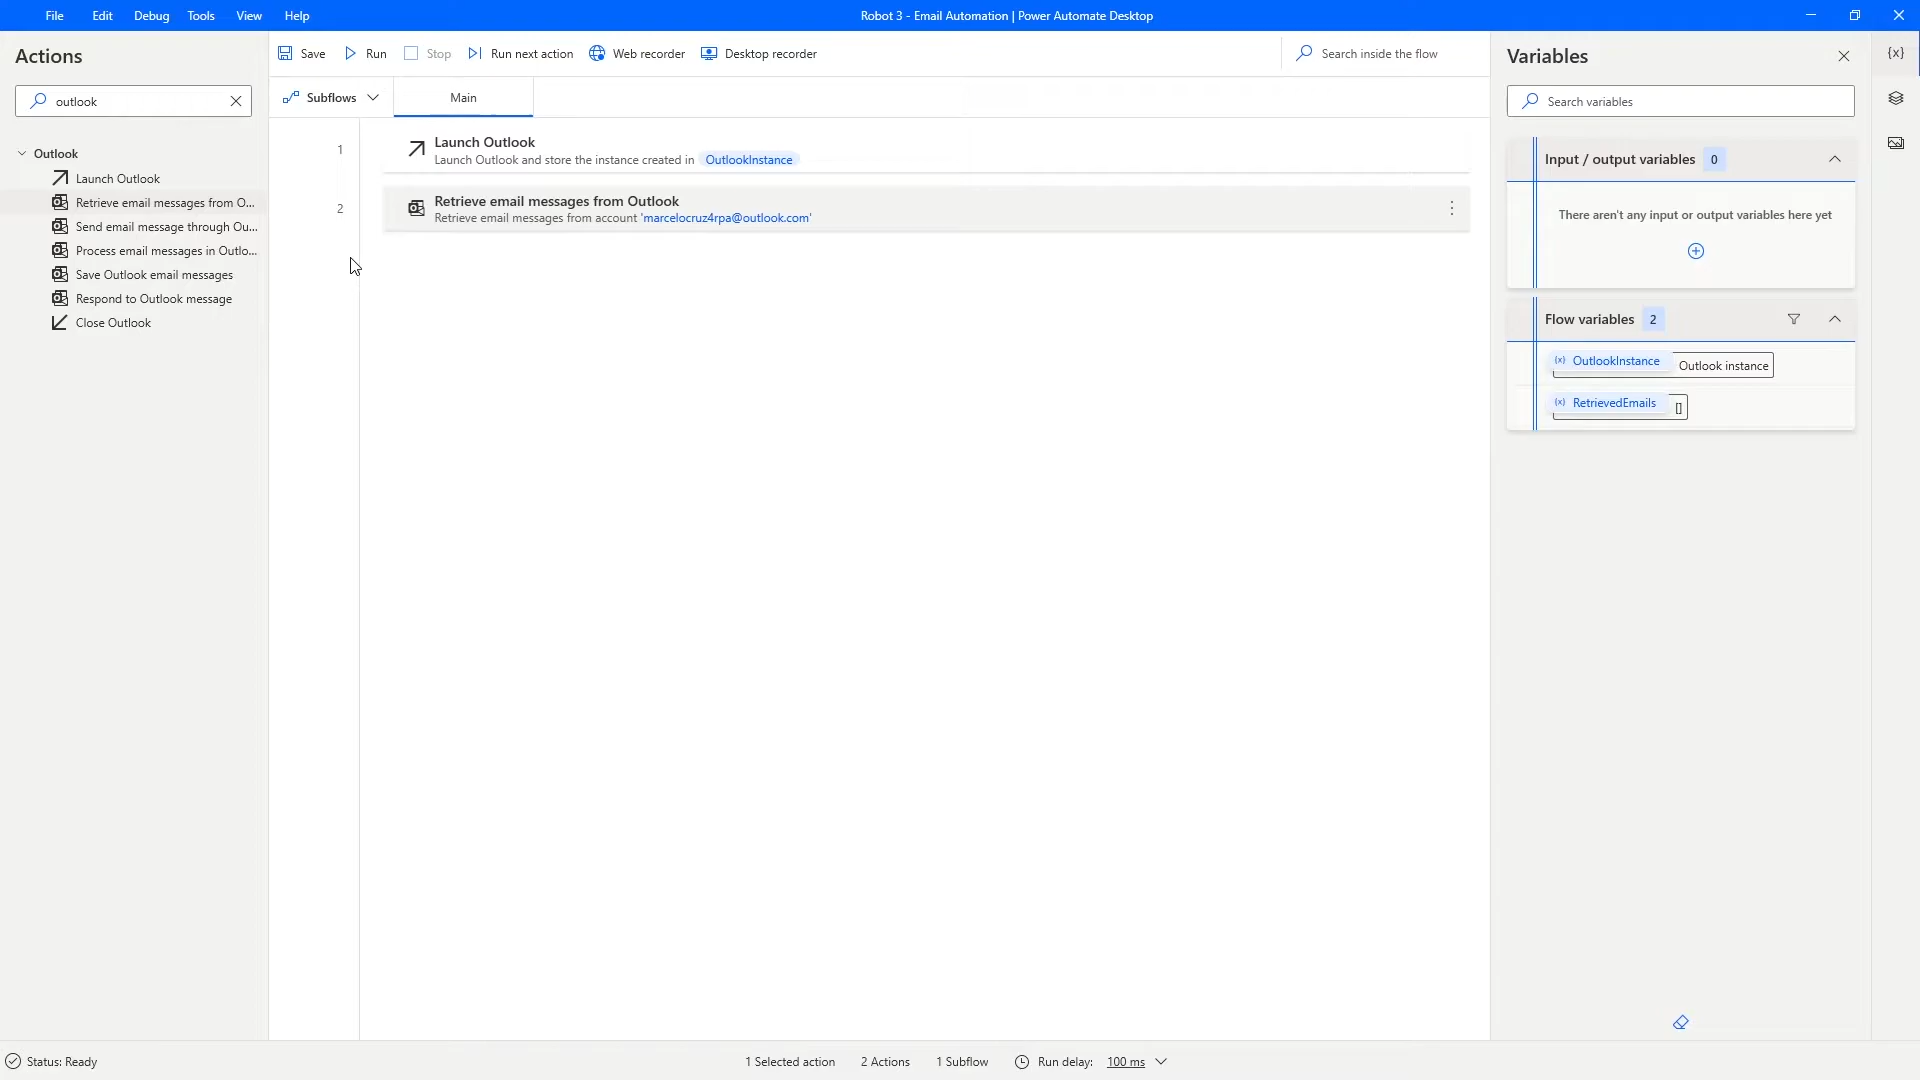 File Edit Debug Tools View Help
Robot 3 - Email Automation | Power Automate Desktop
Actions
outlook
Outlook
Launch Outlook
Retrieve email messages from O...
Send email message through Ou...
Process email messages in Outlo...
Save Outlook email messages
Respond to Outlook message
Close Outlook
Save Run Stop Run next action Web recorder Desktop recorder
Search inside the flow
Subflows Main
1
Launch Outlook
Launch Outlook and store the instance created in OutlookInstance
2
Retrieve email messages from Outlook
Retrieve email messages from account 'marcelocruz4rpa@outlook.com'
Variables
{x}
Search variables
Input / output variables 0
There aren't any input or output variables here yet
Flow variables 2
(x) OutlookInstance Outlook instance
(x) RetrievedEmails []
Status: Ready
1 Selected action 2 Actions 1 Subflow Run delay: 100 ms